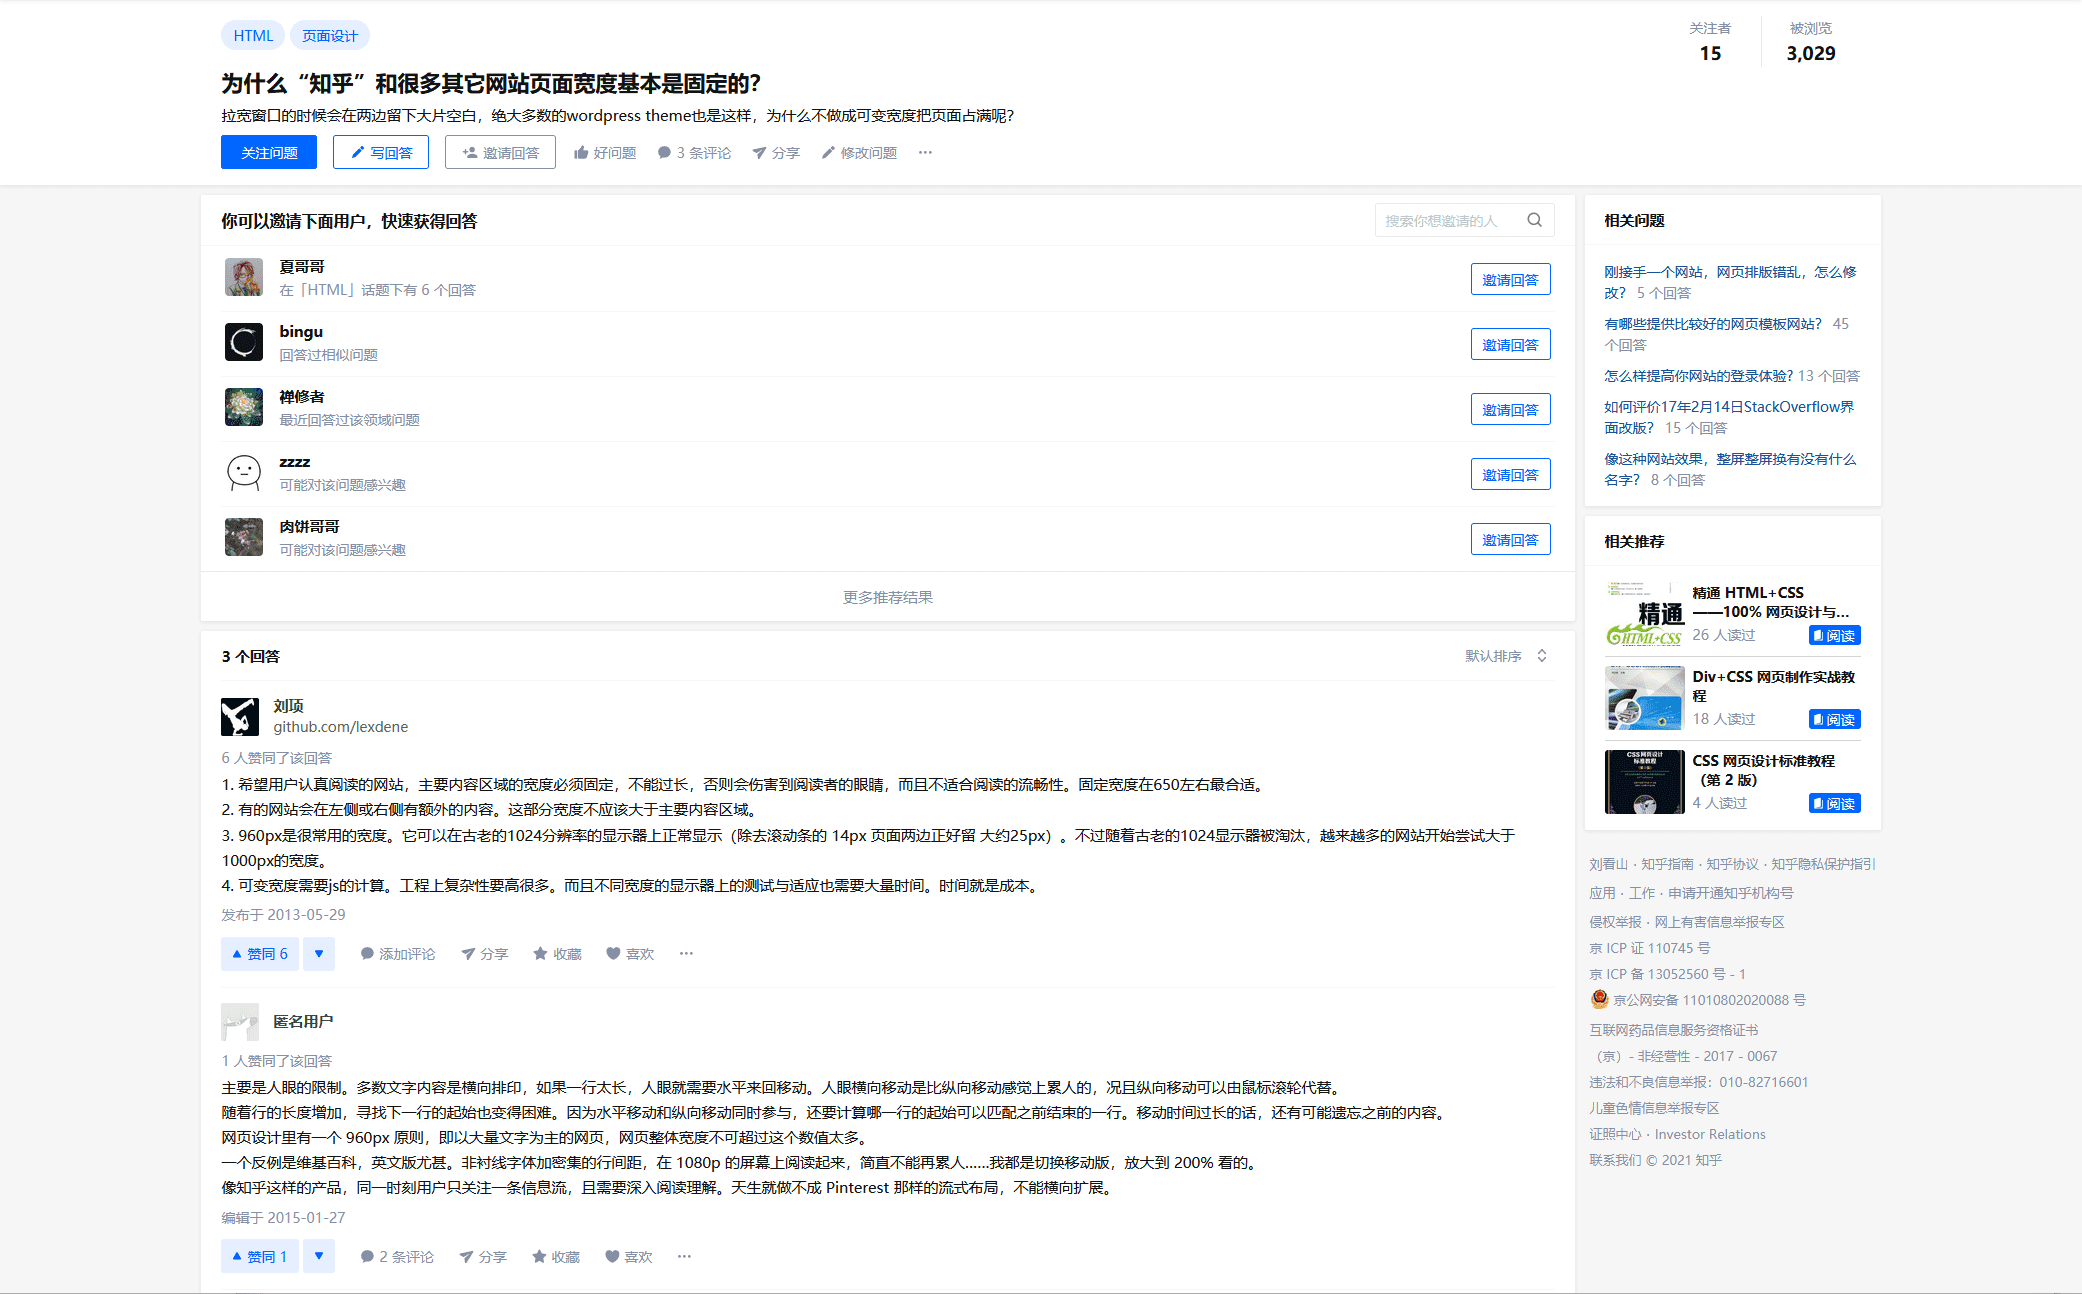 HTML 页面设计
关注者 被浏览
15 3,029
为什么“知乎”和很多其它网站页面宽度基本是固定的？
拉宽窗口的时候会在两边留下大片空白，绝大多数的wordpress theme也是这样，为什么不做成可变宽度把页面占满呢？
关注问题 写回答 邀请回答 好问题 3 条评论 分享 修改问题 ···
你可以邀请下面用户，快速获得回答
搜索你想邀请的人
夏哥哥
在「HTML」话题下有 6 个回答
邀请回答
bingu
回答过相似问题
邀请回答
禅修者
最近回答过该领域问题
邀请回答
zzzz
可能对该问题感兴趣
邀请回答
肉饼哥哥
可能对该问题感兴趣
邀请回答
更多推荐结果
3 个回答
默认排序
刘项
github.com/lexdene
6 人赞同了该回答
1. 希望用户认真阅读的网站，主要内容区域的宽度必须固定，不能过长，否则会伤害到阅读者的眼睛，而且不适合阅读的流畅性。固定宽度在650左右最合适。
2. 有的网站会在左侧或右侧有额外的内容。这部分宽度不应该大于主要内容区域。
3. 960px是很常用的宽度。它可以在古老的1024分辨率的显示器上正常显示（除去滚动条的 14px 页面两边正好留 大约25px）。不过随着古老的1024显示器被淘汰，越来越多的网站开始尝试大于
1000px的宽度。
4. 可变宽度需要js的计算。工程上复杂性要高很多。而且不同宽度的显示器上的测试与适应也需要大量时间。时间就是成本。
发布于 2013-05-29
赞同 6 添加评论 分享 收藏 喜欢 ···
匿名用户
1 人赞同了该回答
主要是人眼的限制。多数文字内容是横向排印，如果一行太长，人眼就需要水平来回移动。人眼横向移动是比纵向移动感觉上累人的，况且纵向移动可以由鼠标滚轮代替。
随着行的长度增加，寻找下一行的起始也变得困难。因为水平移动和纵向移动同时参与，还要计算哪一行的起始可以匹配之前结束的一行。移动时间过长的话，还有可能遗忘之前的内容。
网页设计里有一个 960px 原则，即以大量文字为主的网页，网页整体宽度不可超过这个数值太多。
一个反例是维基百科，英文版尤甚。非衬线字体加密集的行间距，在 1080p 的屏幕上阅读起来，简直不能再累人……我都是切换移动版，放大到 200% 看的。
像知乎这样的产品，同一时刻用户只关注一条信息流，且需要深入阅读理解。天生就做不成 Pinterest 那样的流式布局，不能横向扩展。
编辑于 2015-01-27
赞同 1 2 条评论 分享 收藏 喜欢 ···
相关问题
刚接手一个网站，网页排版错乱，怎么修
改？ 5 个回答
有哪些提供比较好的网页模板网站？ 45
个回答
怎么样提高你网站的登录体验? 13 个回答
如何评价17年2月14日StackOverflow界
面改版？ 15 个回答
像这种网站效果，整屏整屏换有没有什么
名字？ 8 个回答
相关推荐
精通
HTML+CSS
精通 HTML+CSS
——100% 网页设计与...
26 人读过 阅读
Div+CSS 网页制作实战教
程
18 人读过 阅读
CSS网页设计
标准教程
CSS 网页设计标准教程
（第 2 版）
4 人读过 阅读
刘看山 · 知乎指南 · 知乎协议 · 知乎隐私保护指引
应用 · 工作 · 申请开通知乎机构号
侵权举报 · 网上有害信息举报专区
京 ICP 证 110745 号
京 ICP 备 13052560 号 - 1
京公网安备 11010802020088 号
互联网药品信息服务资格证书
（京）- 非经营性 - 2017 - 0067
违法和不良信息举报：010-82716601
儿童色情信息举报专区
证照中心 · Investor Relations
联系我们 © 2021 知乎